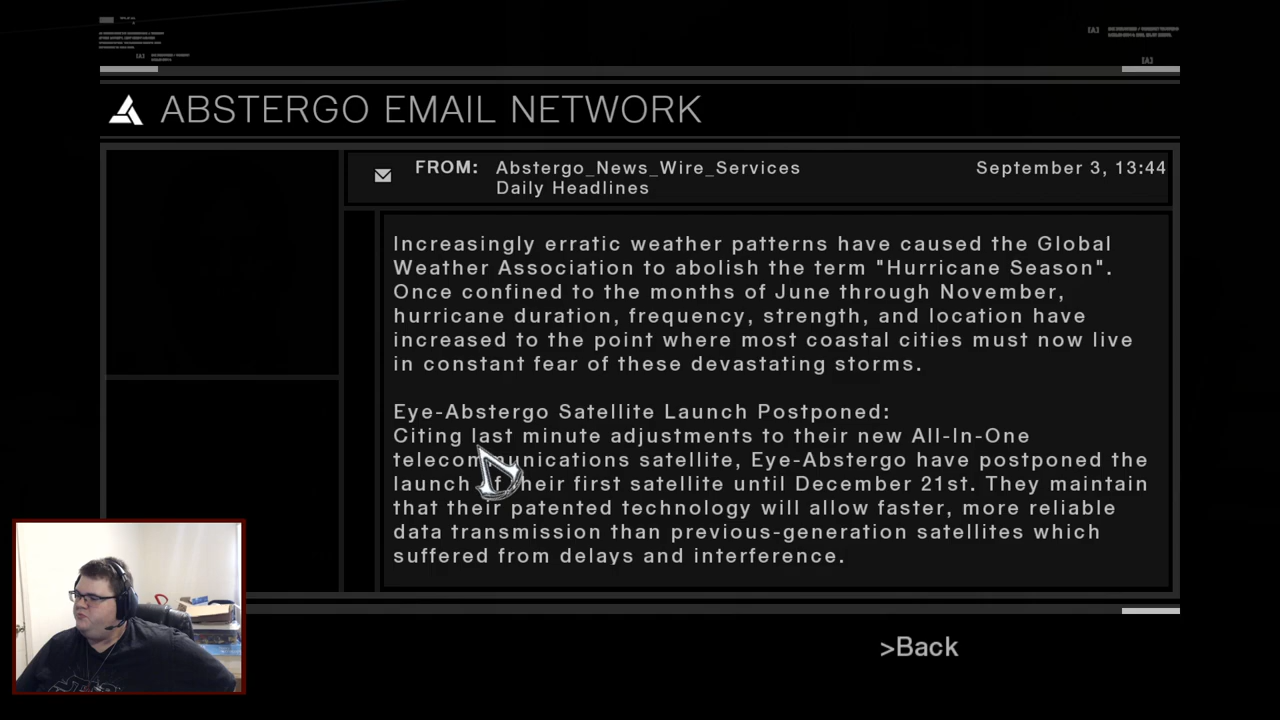 ABSTERGO EMAIL NETWORK
FROM: Abstergo_News_Wire_Services September 3, 13:44
Daily Headlines
Increasingly erratic weather patterns have caused the Global
Weather Association to abolish the term "Hurricane Season".
Once confined to the months of June through November,
hurricane duration, frequency, strength, and location have
increased to the point where most coastal cities must now live
in constant fear of these devastating storms.
Eye-Abstergo Satellite Launch Postponed:
Citing last minute adjustments to their new All-In-One
telecommunications satellite, Eye-Abstergo have postponed the
launch of their first satellite until December 21st. They maintain
that their patented technology will allow faster, more reliable
data transmission than previous-generation satellites which
suffered from delays and interference.
>Back